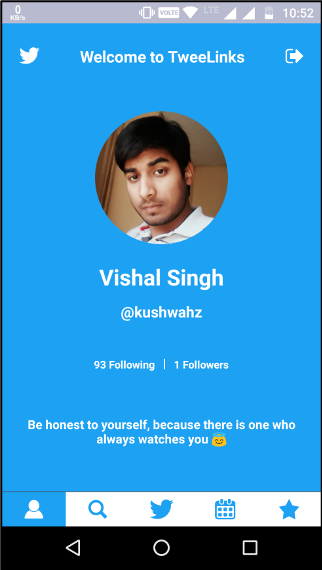 0
KB/s
VOLTE
LTE
10:52
Welcome to TweeLinks
Vishal Singh
@kushwahz
93 Following | 1 Followers
Be honest to yourself, because there is one who
always watches you 😇